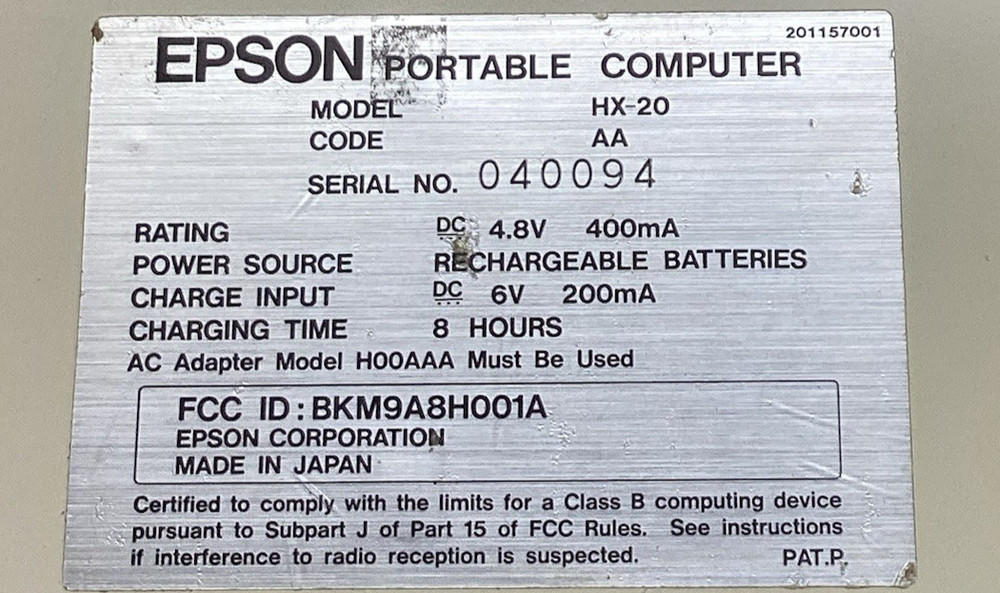 201157001
EPSON PORTABLE COMPUTER
MODEL HX-20
CODE AA
SERIAL NO. 040094
RATING DC 4.8V 400mA
POWER SOURCE RECHARGEABLE BATTERIES
CHARGE INPUT DC 6V 200mA
CHARGING TIME 8 HOURS
AC Adapter Model H00AAA Must Be Used
FCC ID : BKM9A8H001A
EPSON CORPORATION
MADE IN JAPAN
Certified to comply with the limits for a Class B computing device
pursuant to Subpart J of Part 15 of FCC Rules. See instructions
if interference to radio reception is suspected. PAT.P.